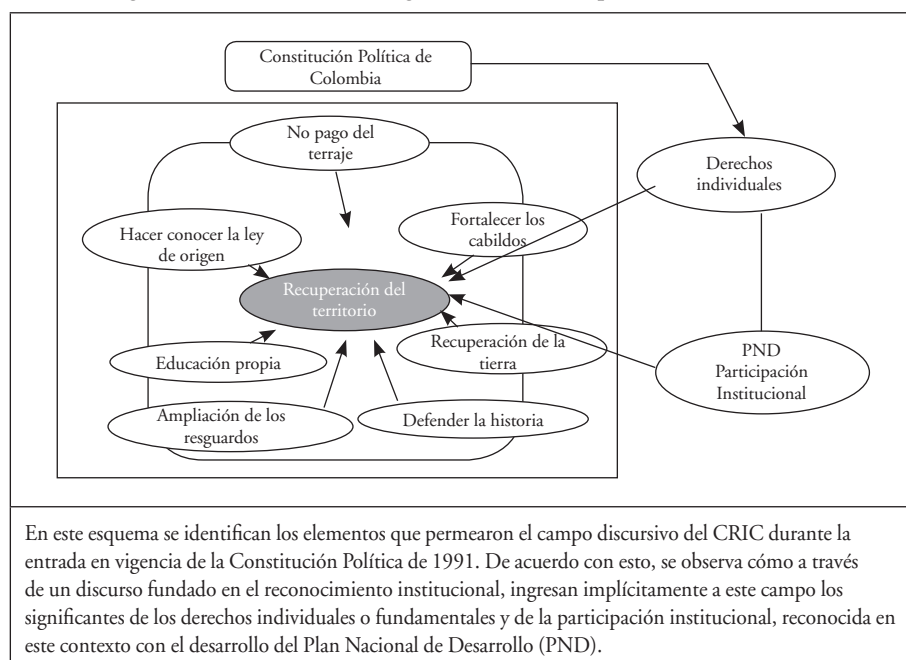 Constitución Política de
Colombia
No pago del
terraje
Derechos
individuales
Fortalecer los
cabildos
Hacer conocer la ley
de origen
Recuperación del
territorio
Recuperación de la
tierra
PND
Participación
Institucional
Educación propia
Ampliación de los
resguardos
Defender la historia
En este esquema se identifican los elementos que permearon el campo discursivo del CRIC durante la
entrada en vigencia de la Constitución Política de 1991. De acuerdo con esto, se observa cómo a través
de un discurso fundado en el reconocimiento institucional, ingresan implícitamente a este campo los
significantes de los derechos individuales o fundamentales y de la participación institucional, reconocida en
este contexto con el desarrollo del Plan Nacional de Desarrollo (PND).